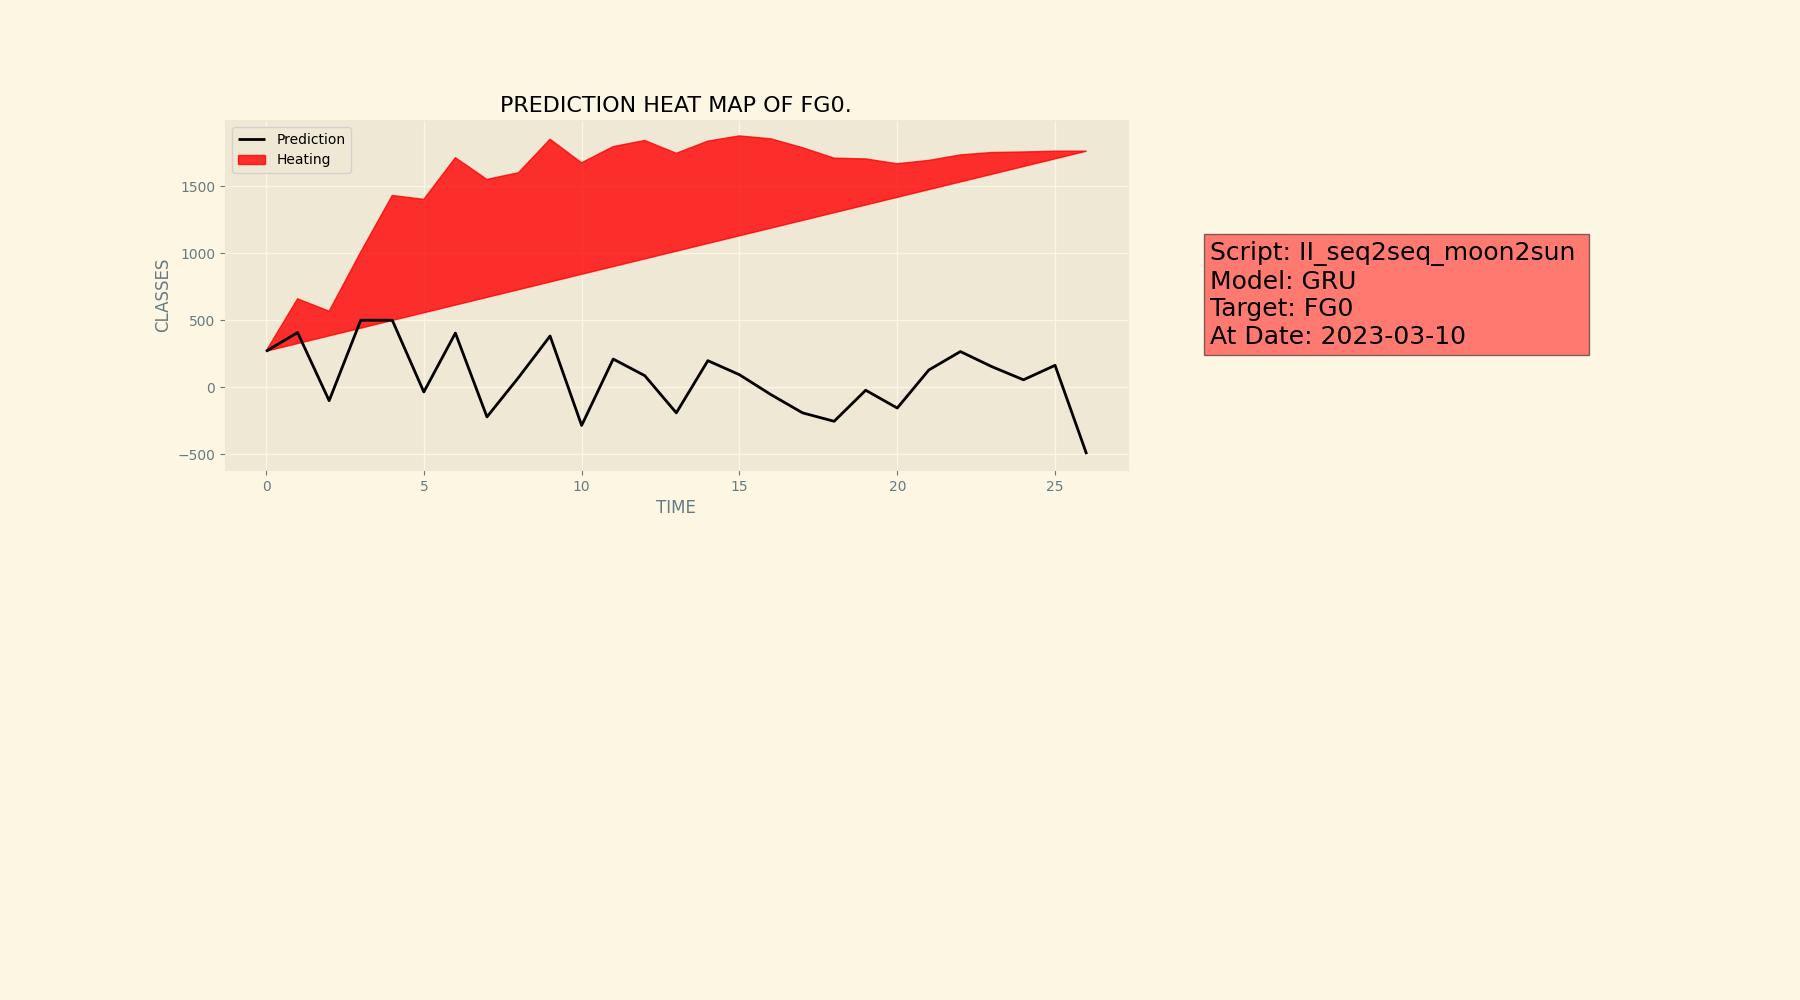 PREDICTION HEAT MAP OF FG0.
Prediction
Heating
CLASSES
1500
1000
500
0
−500
0 5 10 15 20 25
TIME
Script: II_seq2seq_moon2sun
Model: GRU
Target: FG0
At Date: 2023-03-10